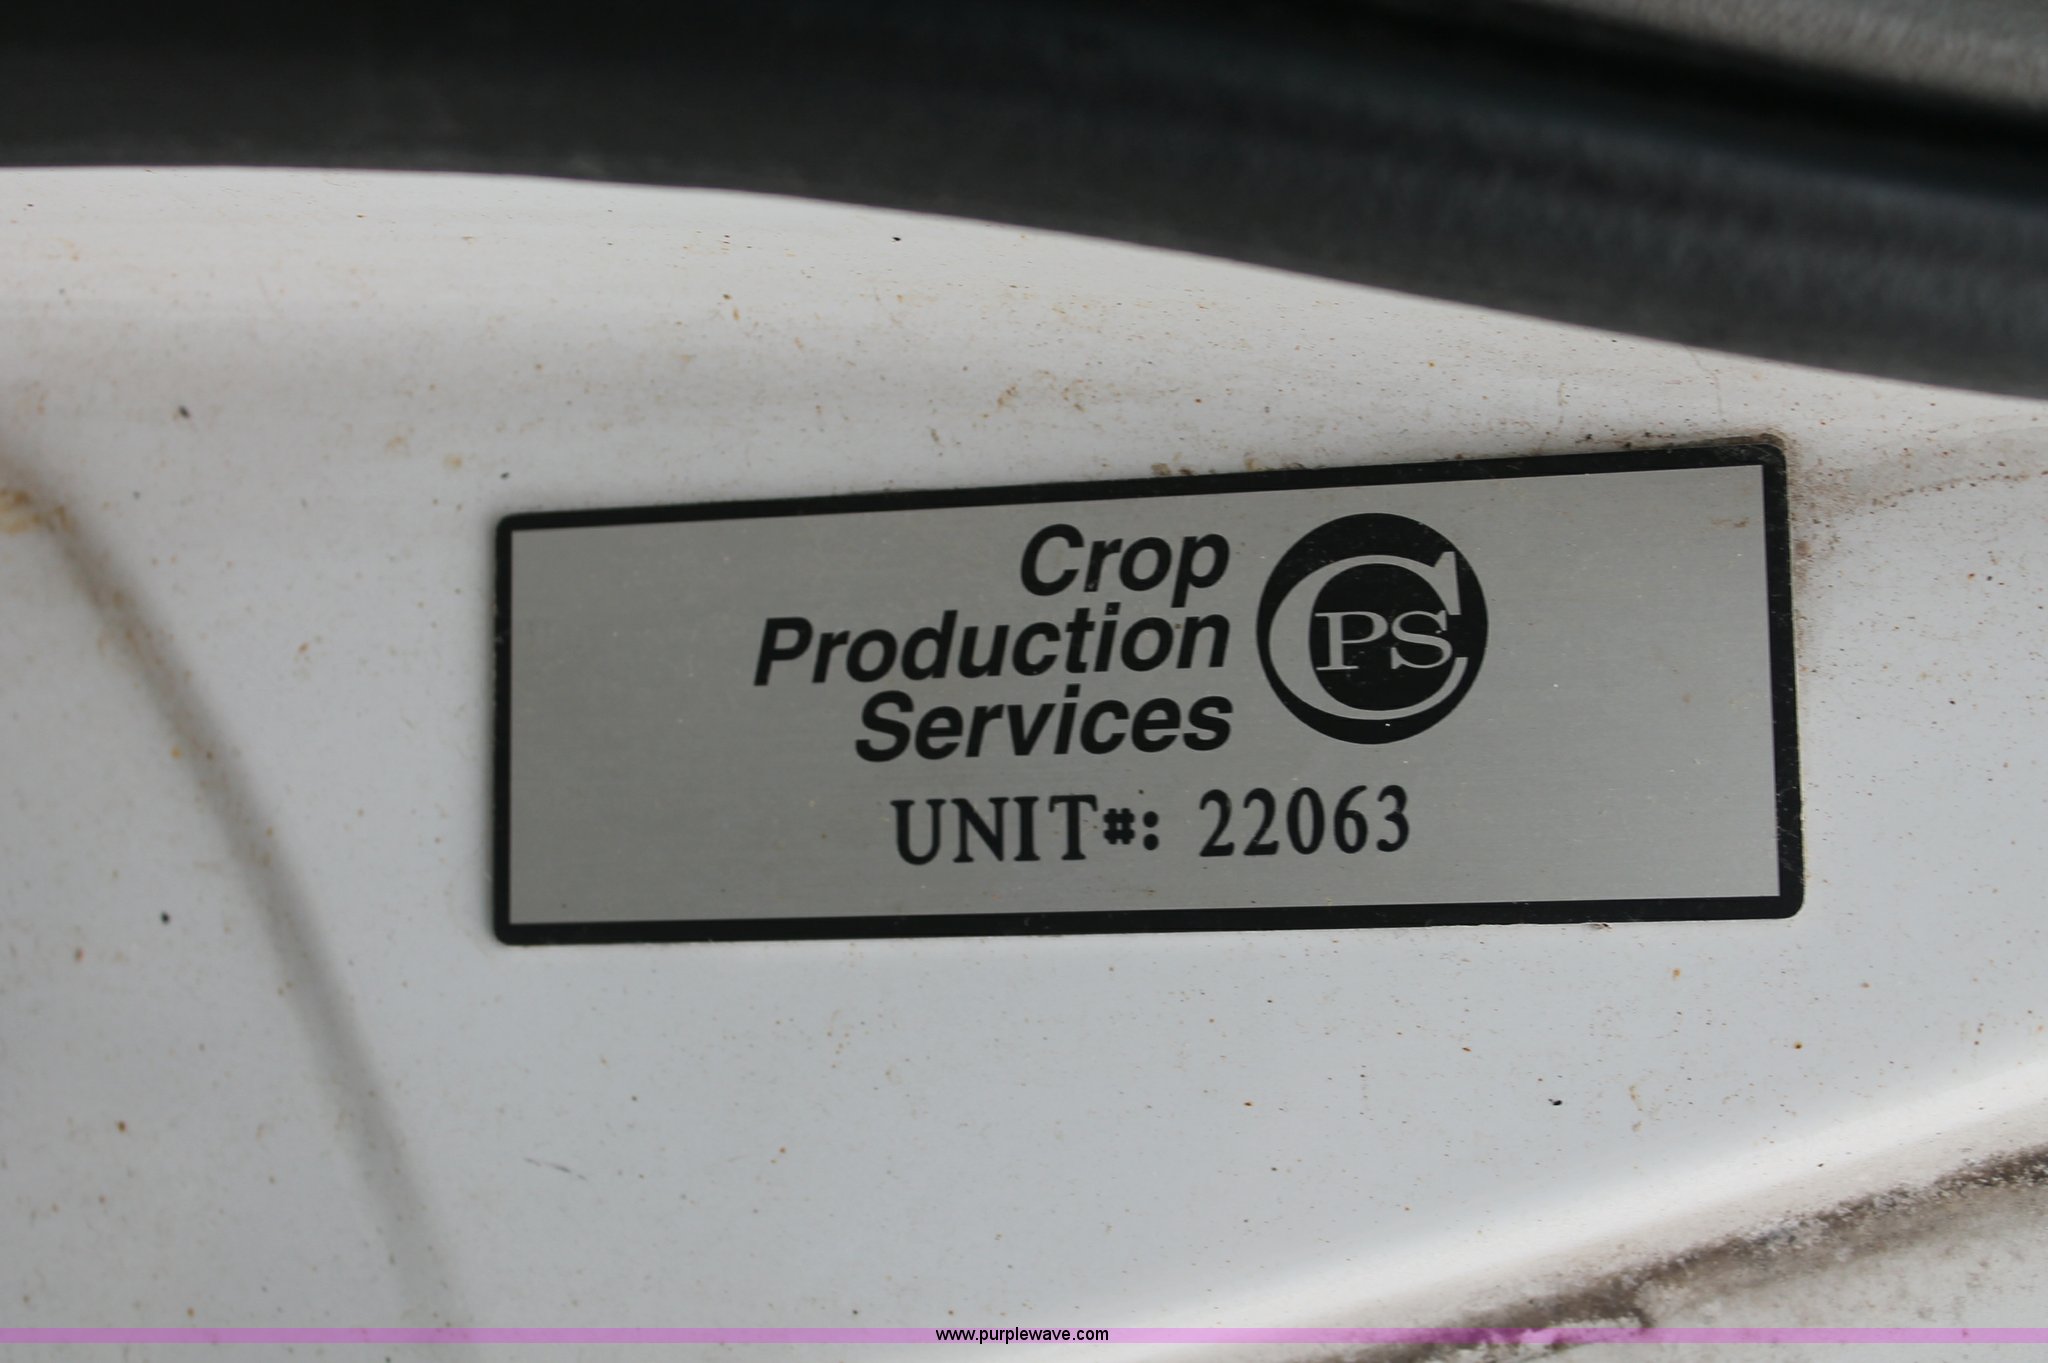 Crop
Production
Services
CPS
UNIT#: 22063
www.purplewave.com